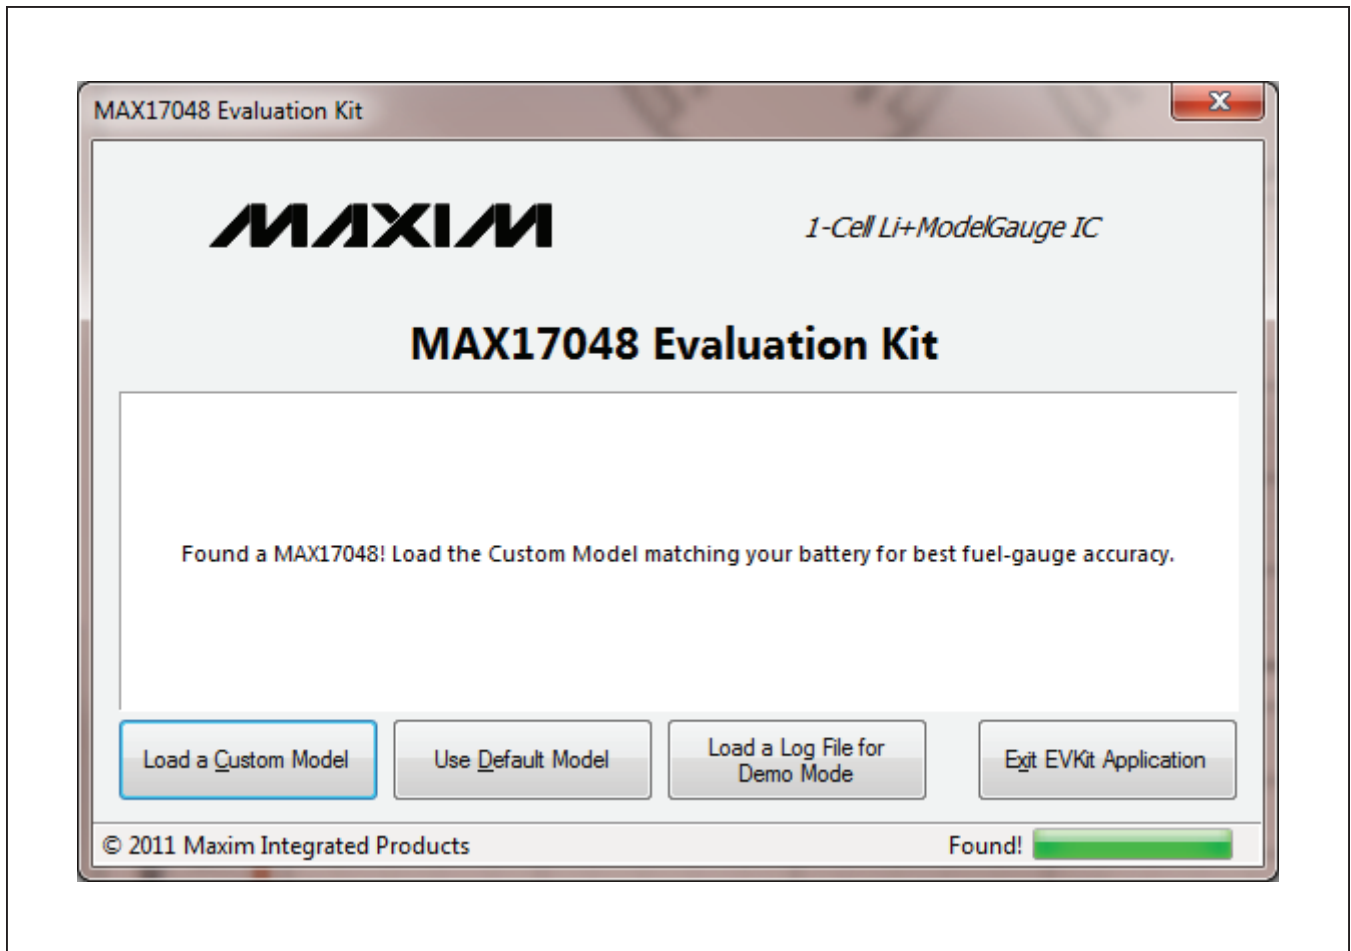 MAX17048 Evaluation Kit
MAXIM
1-Cell Li+ModelGauge IC
MAX17048 Evaluation Kit
Found a MAX17048! Load the Custom Model matching your battery for best fuel-gauge accuracy.
Load a Custom Model
Use Default Model
Load a Log File for
Demo Mode
Exit EVKit Application
© 2011 Maxim Integrated Products
Found!